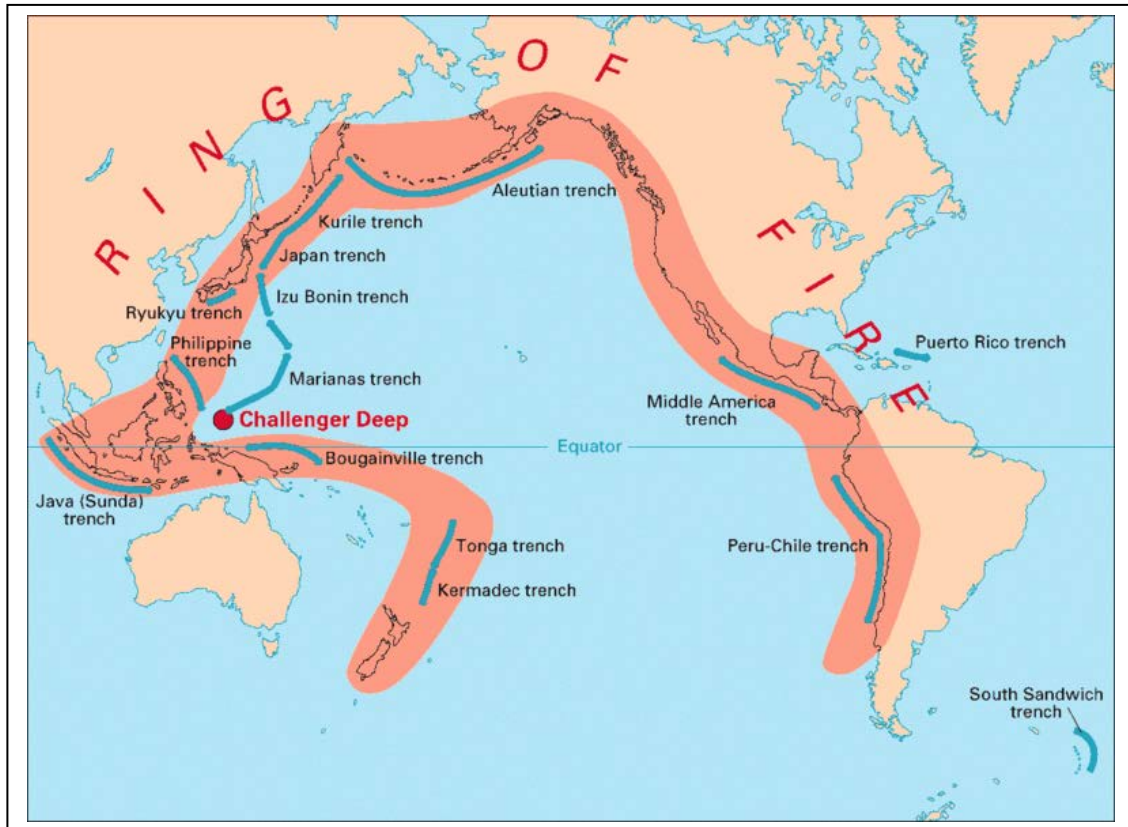 RING OF FIRE
Aleutian trench
Kurile trench
Japan trench
Izu Bonin trench
Ryukyu trench
Philippine
trench
Marianas trench
Challenger Deep
Puerto Rico trench
Middle America
trench
Equator
Bougainville trench
Java (Sunda)
trench
Tonga trench
Kermadec trench
Peru-Chile trench
South Sandwich
trench